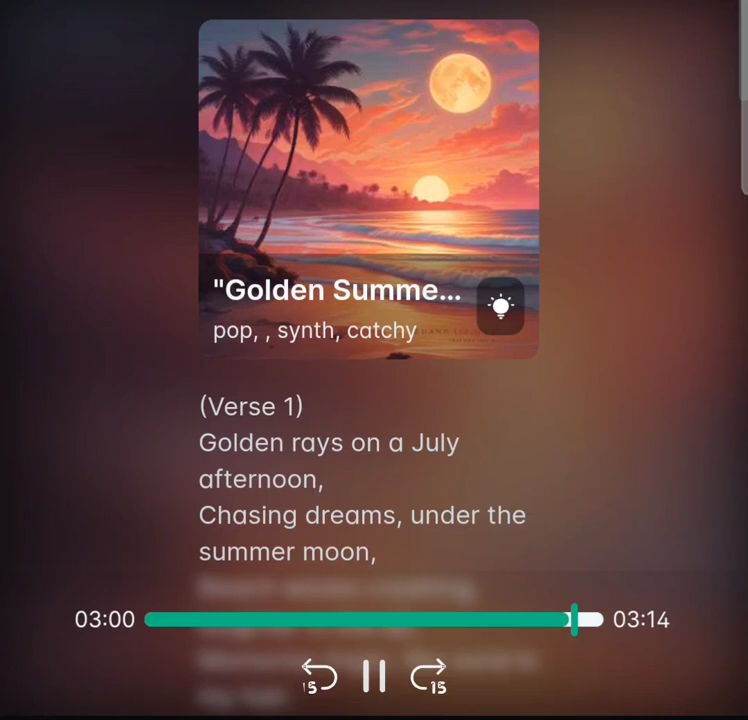 "Golden Summe...
pop, , synth, catchy
(Verse 1)
Golden rays on a July
afternoon,
Chasing dreams, under the
summer moon,
03:00 03:14
15 15